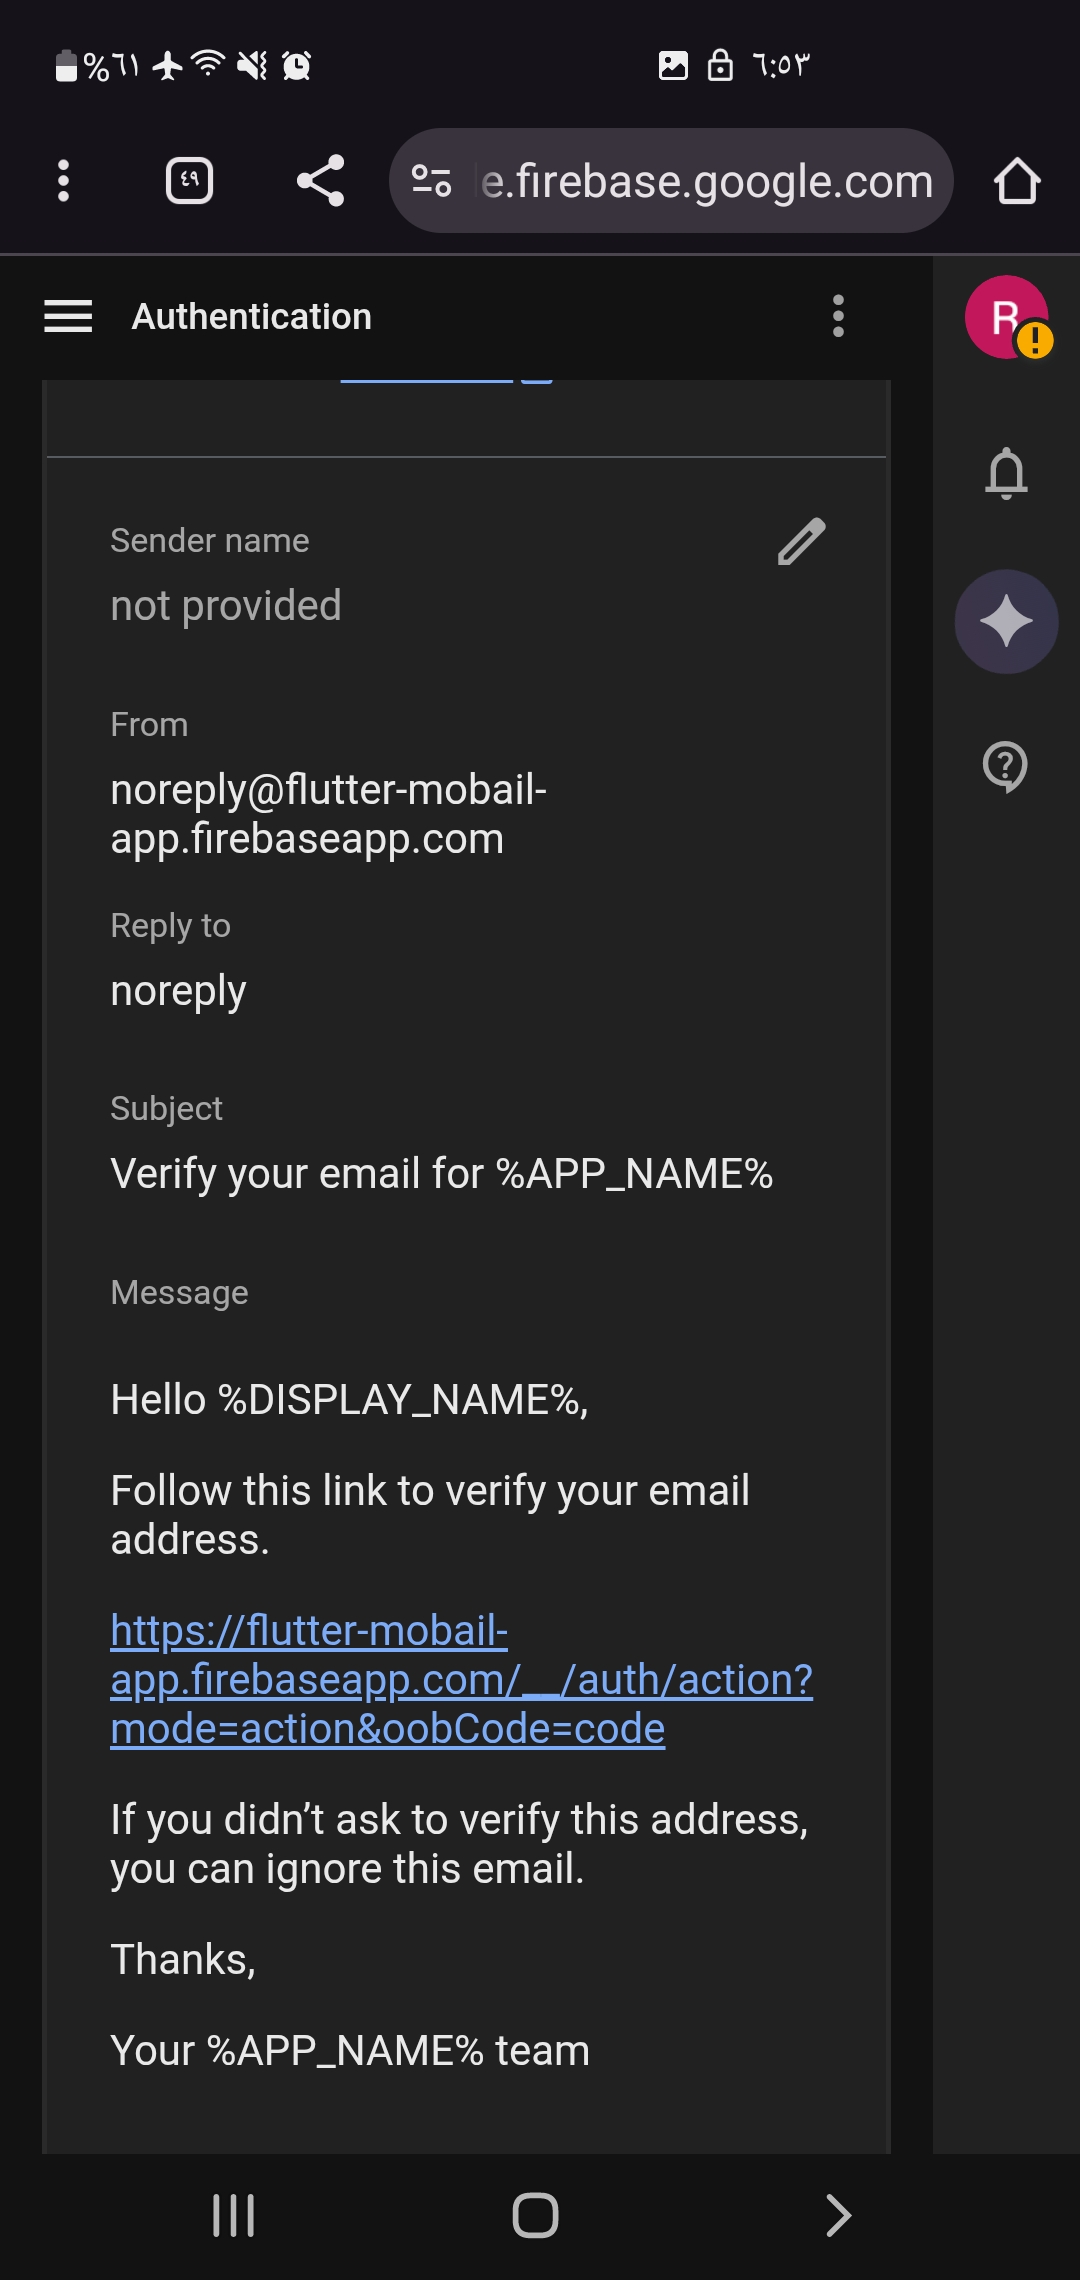 %٦١
٦:٥٣
٤٩
e.firebase.google.com
Authentication
R
Sender name
not provided
From
noreply@flutter-mobail-
app.firebaseapp.com
Reply to
noreply
Subject
Verify your email for %APP_NAME%
Message
Hello %DISPLAY_NAME%,
Follow this link to verify your email
address.
https://flutter-mobail-
app.firebaseapp.com/__/auth/action?
mode=action&oobCode=code
If you didn’t ask to verify this address,
you can ignore this email.
Thanks,
Your %APP_NAME% team